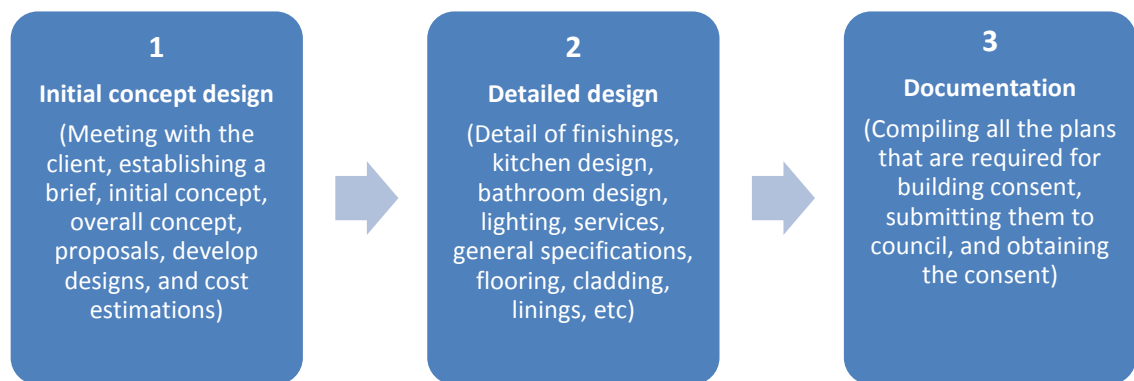 1
Initial concept design
(Meeting with the
client, establishing a
brief, initial concept,
overall concept,
proposals, develop
designs, and cost
estimations)
2
Detailed design
(Detail of finishings,
kitchen design,
bathroom design,
lighting, services,
general specifications,
flooring, cladding,
linings, etc)
3
Documentation
(Compiling all the plans
that are required for
building consent,
submitting them to
council, and obtaining
the consent)